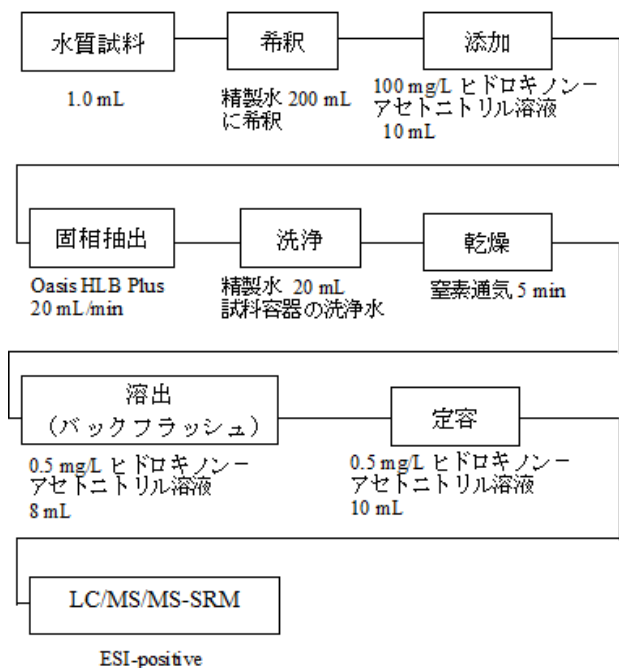 水質試料
希釈
添加
1.0 mL
精製水 200 mL
に希釈
100 mg/L ヒドロキノン－
アセトニトリル溶液
10 mL
固相抽出
洗浄
乾燥
Oasis HLB Plus
20 mL/min
精製水 20 mL
試料容器の洗浄水
窒素通気 5 min
溶出
（バックフラッシュ）
定容
0.5 mg/L ヒドロキノン－
アセトニトリル溶液
8 mL
0.5 mg/L ヒドロキノン－
アセトニトリル溶液
10 mL
LC/MS/MS-SRM
ESI-positive